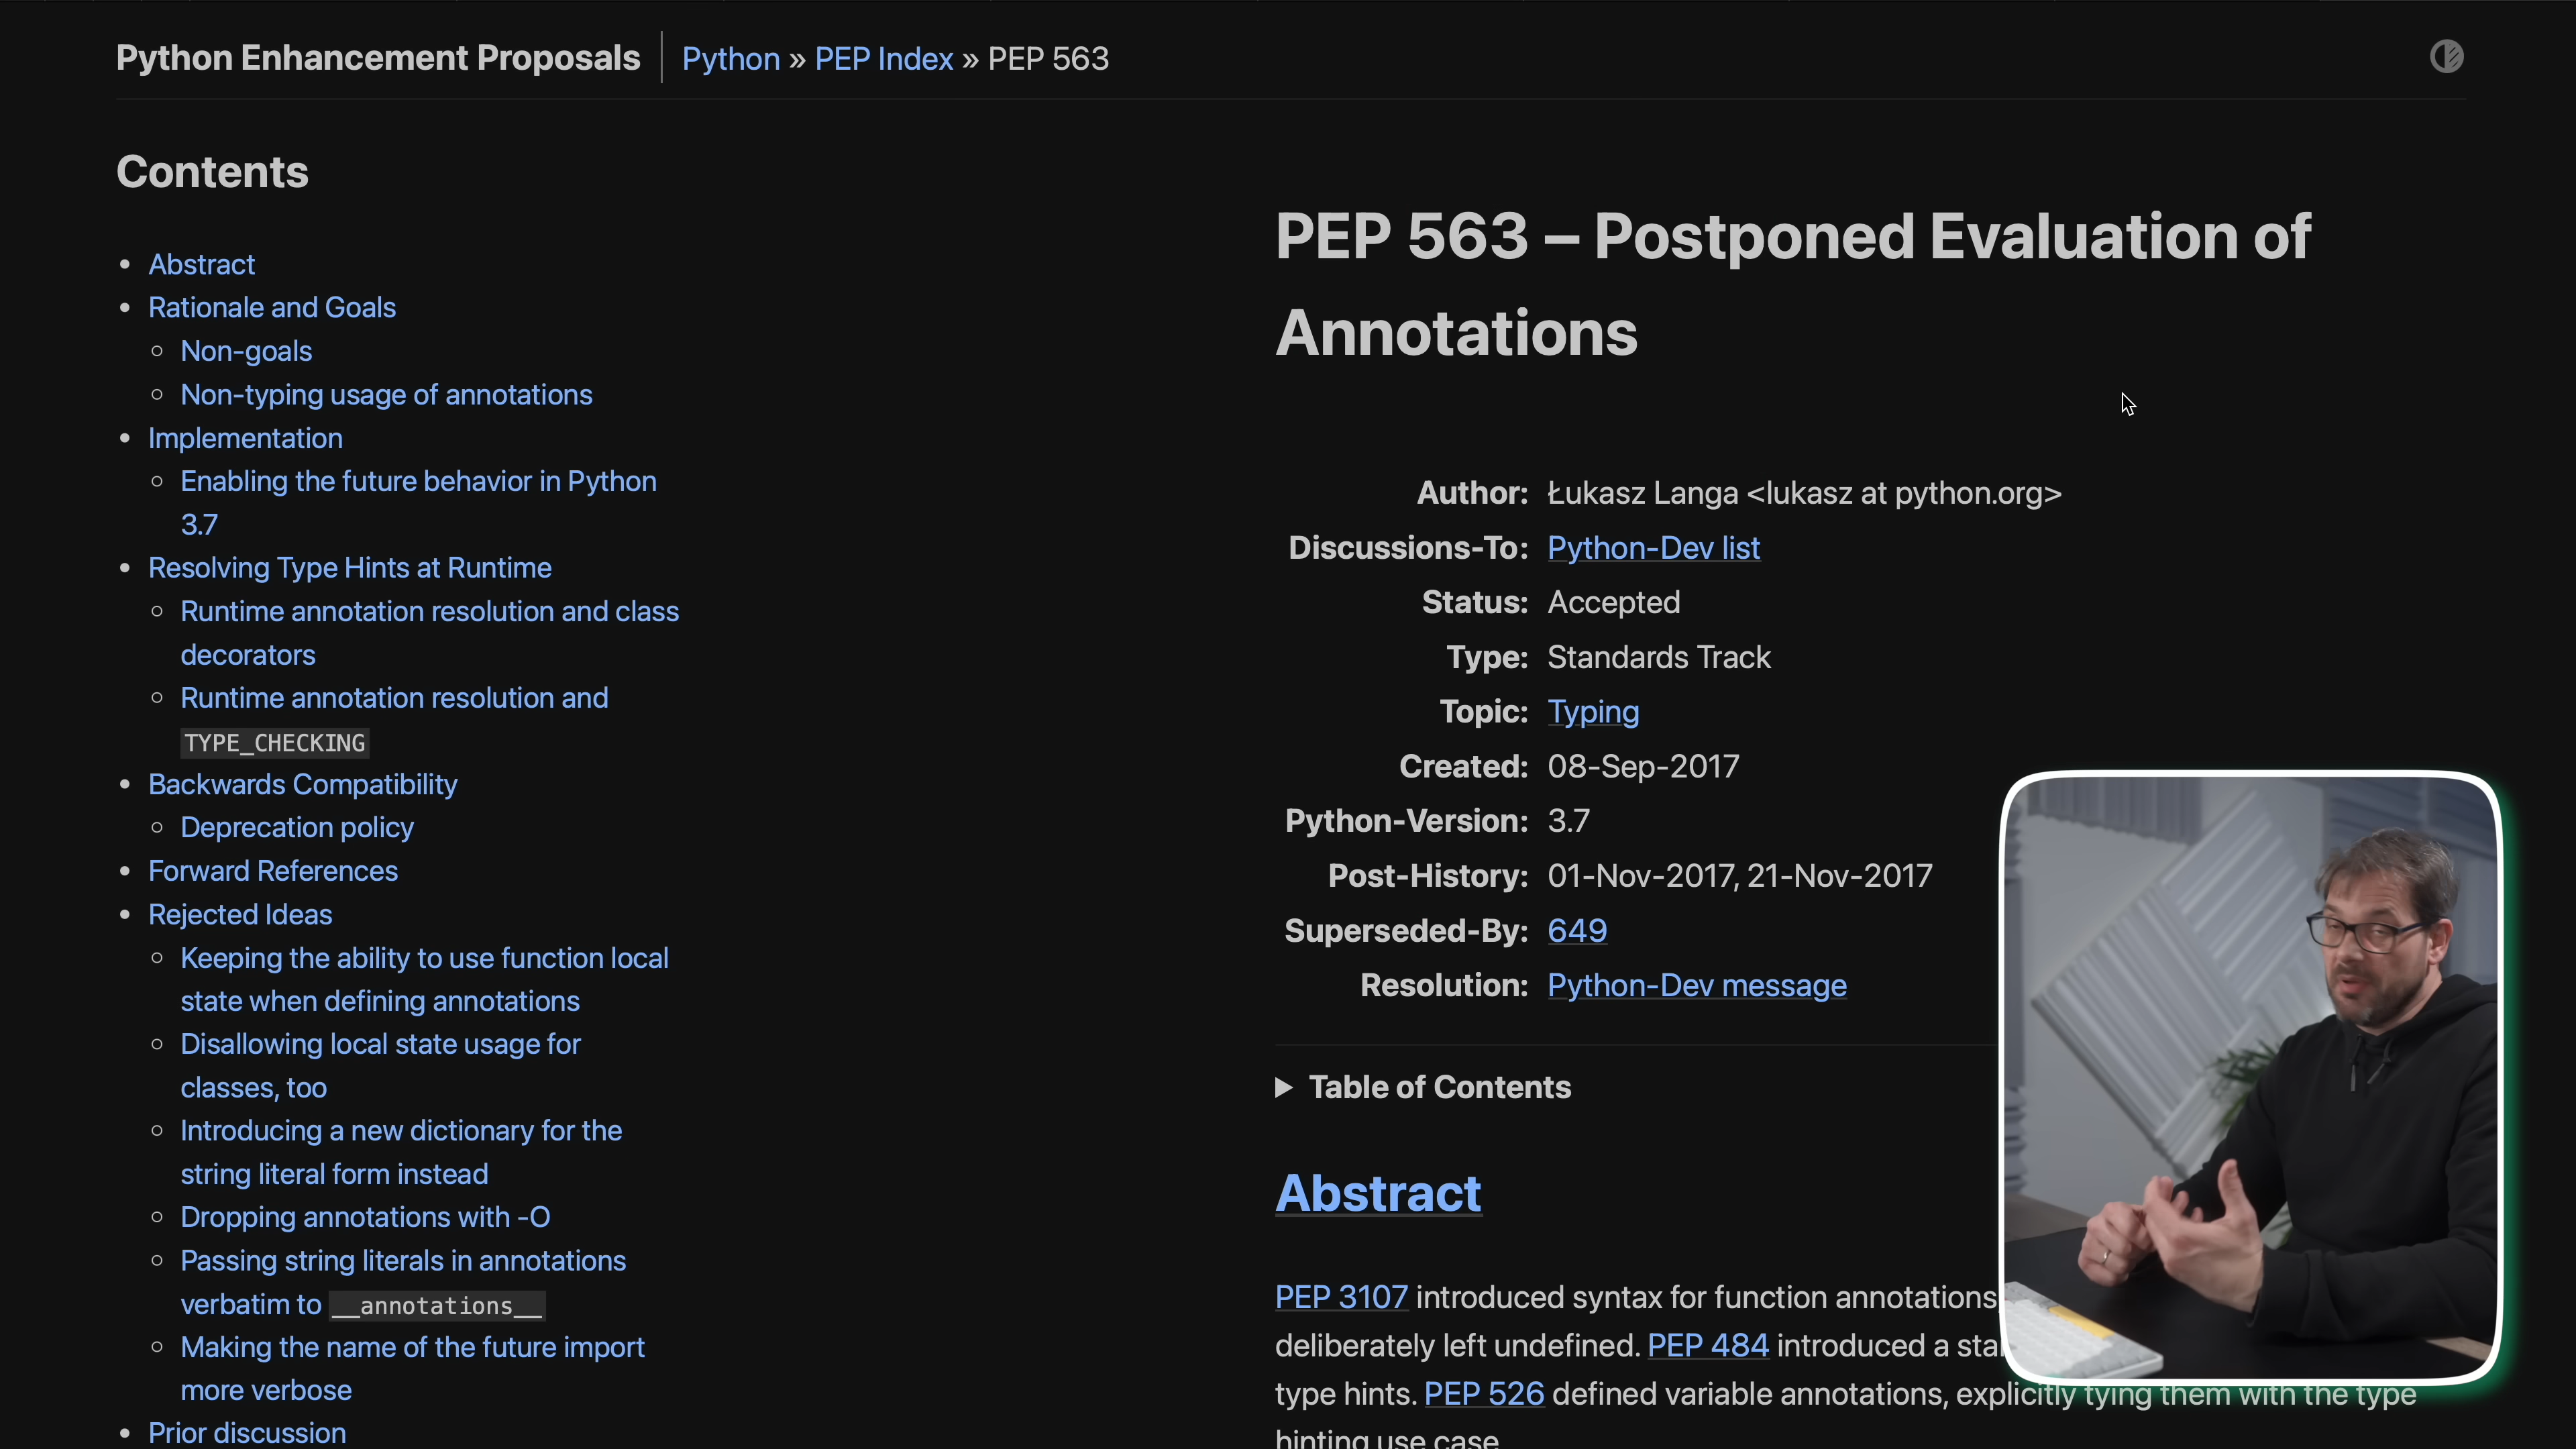 Python Enhancement Proposals
Python » PEP Index » PEP 563
Contents
• Abstract
• Rationale and Goals
◦ Non-goals
◦ Non-typing usage of annotations
• Implementation
◦ Enabling the future behavior in Python
3.7
• Resolving Type Hints at Runtime
◦ Runtime annotation resolution and class
decorators
◦ Runtime annotation resolution and
TYPE_CHECKING
• Backwards Compatibility
◦ Deprecation policy
• Forward References
• Rejected Ideas
◦ Keeping the ability to use function local
state when defining annotations
◦ Disallowing local state usage for
classes, too
◦ Introducing a new dictionary for the
string literal form instead
◦ Dropping annotations with -O
◦ Passing string literals in annotations
verbatim to __annotations__
◦ Making the name of the future import
more verbose
• Prior discussion
PEP 563 – Postponed Evaluation of
Annotations
Author: Łukasz Langa <lukasz at python.org>
Discussions-To: Python-Dev list
Status: Accepted
Type: Standards Track
Topic: Typing
Created: 08-Sep-2017
Python-Version: 3.7
Post-History: 01-Nov-2017, 21-Nov-2017
Superseded-By: 649
Resolution: Python-Dev message
Table of Contents
Abstract
PEP 3107 introduced syntax for function annotations,
deliberately left undefined. PEP 484 introduced a
type hints. PEP 526 defined variable annotations, explicitly tying them with the type
hinting use case